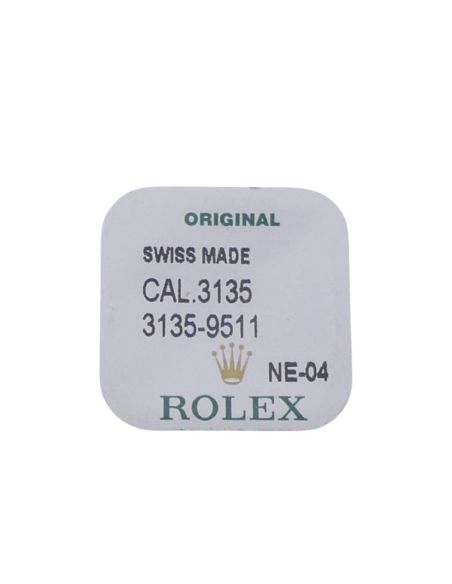 ORIGINAL
SWISS MADE
CAL.3135
3135-9511
NE-04
ROLEX